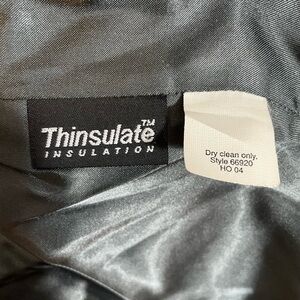 Thinsulate™
INSULATION
Dry clean only.
Style 66920
HO 04